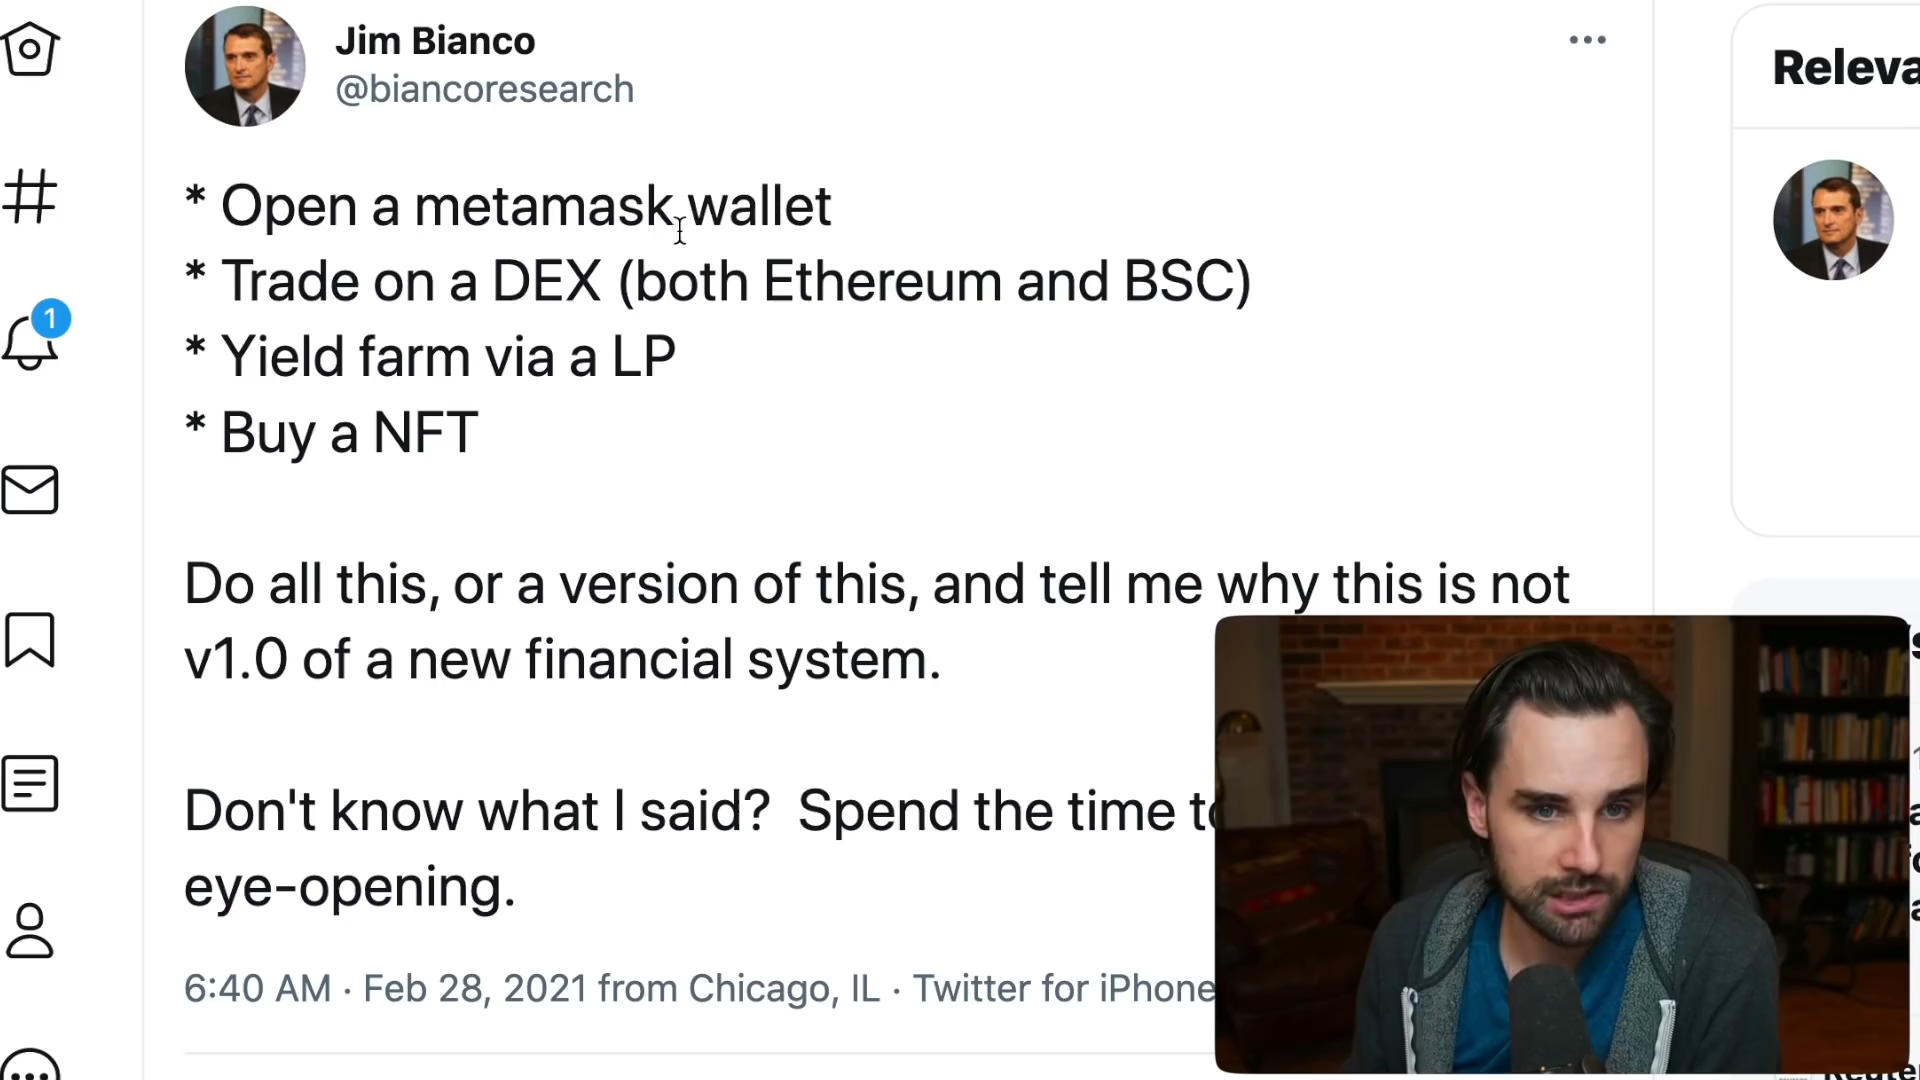 Jim Bianco
@biancoresearch
* Open a metamask wallet
* Trade on a DEX (both Ethereum and BSC)
* Yield farm via a LP
* Buy a NFT
Do all this, or a version of this, and tell me why this is not
v1.0 of a new financial system.
Don't know what I said?  Spend the time
eye-opening.
6:40 AM · Feb 28, 2021 from Chicago, IL · Twitter for iPhone
1